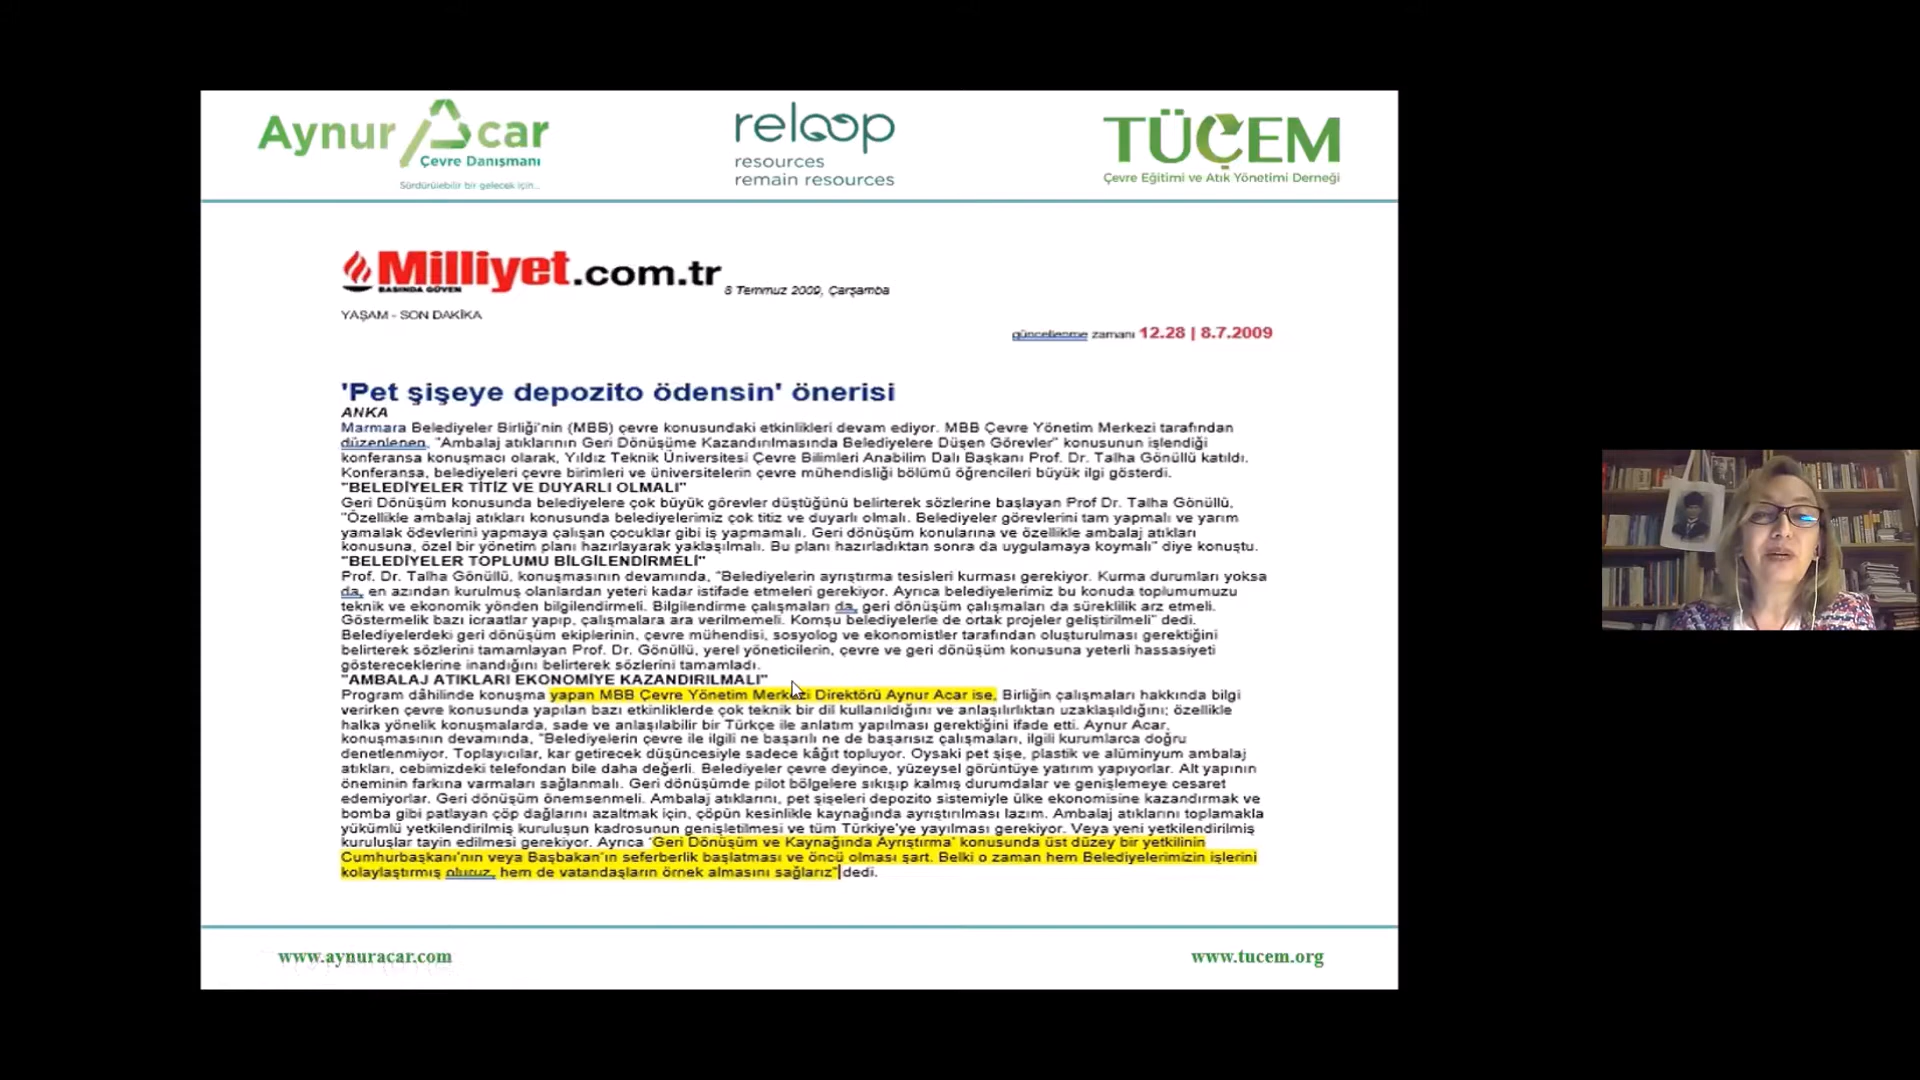 Aynur Acar
Çevre Danışmanı
Sürdürülebilir bir gelecek için...
reloop
resources
remain resources
TÜÇEM
Çevre Eğitimi ve Atık Yönetimi Derneği
Milliyet.com.tr
BASINDA GÜVEN
8 Temmuz 2009, Çarşamba
YAŞAM - SON DAKİKA
güncellenme zamanı 12.28 | 8.7.2009
'Pet şişeye depozito ödensin' önerisi
ANKA
Marmara Belediyeler Birliği'nin (MBB) çevre konusundaki etkinlikleri devam ediyor. MBB Çevre Yönetim Merkezi tarafından
düzenlenen, "Ambalaj atıklarının Geri Dönüşüme Kazandırılmasında Belediyelere Düşen Görevler" konusunun işlendiği
konferansa konuşmacı olarak, Yıldız Teknik Üniversitesi Çevre Bilimleri Anabilim Dalı Başkanı Prof. Dr. Talha Gönüllü katıldı.
Konferansa, belediyeleri çevre birimleri ve üniversitelerin çevre mühendisliği bölümü öğrencileri büyük ilgi gösterdi.
"BELEDİYELER TİTİZ VE DUYARLI OLMALI"
Geri Dönüşüm konusunda belediyelere çok büyük görevler düştüğünü belirterek sözlerine başlayan Prof Dr. Talha Gönüllü,
"Özellikle ambalaj atıkları konusunda belediyelerimiz çok titiz ve duyarlı olmalı. Belediyeler görevlerini tam yapmalı ve yarım
yamalak ödevlerini yapmaya çalışan çocuklar gibi iş yapmamalı. Geri dönüşüm konularına ve özellikle ambalaj atıkları
konusuna, özel bir yönetim planı hazırlayarak yaklaşılmalı. Bu planı hazırladıktan sonra da uygulamaya koymalı" diye konuştu.
"BELEDİYELER TOPLUMU BİLGİLENDİRMELİ"
Prof. Dr. Talha Gönüllü, konuşmasının devamında, "Belediyelerin ayrıştırma tesisleri kurması gerekiyor. Kurma durumları yoksa
da, en azından kurulmuş olanlardan yeteri kadar istifade etmeleri gerekiyor. Ayrıca belediyelerimiz bu konuda toplumumuzu
teknik ve ekonomik yönden bilgilendirmeli. Bilgilendirme çalışmaları da, geri dönüşüm çalışmaları da süreklilik arz etmeli.
Göstermelik bazı icraatlar yapıp, çalışmalara ara verilmemeli. Komşu belediyelerle de ortak projeler geliştirilmeli" dedi.
Belediyelerdeki geri dönüşüm ekiplerinin, çevre mühendisi, sosyolog ve ekonomistler tarafından oluşturulması gerektiğini
belirterek sözlerini tamamlayan Prof. Dr. Gönüllü, yerel yöneticilerin, çevre ve geri dönüşüm konusuna yeterli hassasiyeti
göstereceklerine inandığını belirterek sözlerini tamamladı.
"AMBALAJ ATIKLARI EKONOMİYE KAZANDIRILMALI"
Program dâhilinde konuşma yapan MBB Çevre Yönetim Merkezi Direktörü Aynur Acar ise, Birliğin çalışmaları hakkında bilgi
verirken çevre konusunda yapılan bazı etkinliklerde çok teknik bir dil kullanıldığını ve anlaşılırlıktan uzaklaşıldığını; özellikle
halka yönelik konuşmalarda, sade ve anlaşılabilir bir Türkçe ile anlatım yapılması gerektiğini ifade etti. Aynur Acar,
konuşmasının devamında, "Belediyelerin çevre ile ilgili ne başarılı ne de başarısız çalışmaları, ilgili kurumlarca doğru
denetlenmiyor. Toplayıcılar, kar getirecek düşüncesiyle sadece kâğıt topluyor. Oysaki pet şişe, plastik ve alüminyum ambalaj
atıkları, cebimizdeki telefondan bile daha değerli. Belediyeler çevre deyince, yüzeysel görüntüye yatırım yapıyorlar. Alt yapının
öneminin farkına varmaları sağlanmalı. Geri dönüşümde pilot bölgelere sıkışıp kalmış durumdalar ve genişlemeye cesaret
edemiyorlar. Geri dönüşüm önemsenmeli. Ambalaj atıklarını, pet şişeleri depozito sistemiyle ülke ekonomisine kazandırmak ve
bomba gibi patlayan çöp dağlarını azaltmak için, çöpün kesinlikle kaynağında ayrıştırılması lazım. Ambalaj atıklarını toplamakla
yükümlü yetkilendirilmiş kuruluşun kadrosunun genişletilmesi ve tüm Türkiye'ye yayılması gerekiyor. Veya yeni yetkilendirilmiş
kuruluşlar tayin edilmesi gerekiyor. Ayrıca 'Geri Dönüşüm ve Kaynağında Ayrıştırma' konusunda üst düzey bir yetkilinin
Cumhurbaşkanı'nın veya Başbakan'ın seferberlik başlatması ve öncü olması şart. Belki o zaman hem Belediyelerimizin işlerini
kolaylaştırmış oluruz, hem de vatandaşların örnek almasını sağlarız" dedi.
www.aynuracar.com
www.tucem.org